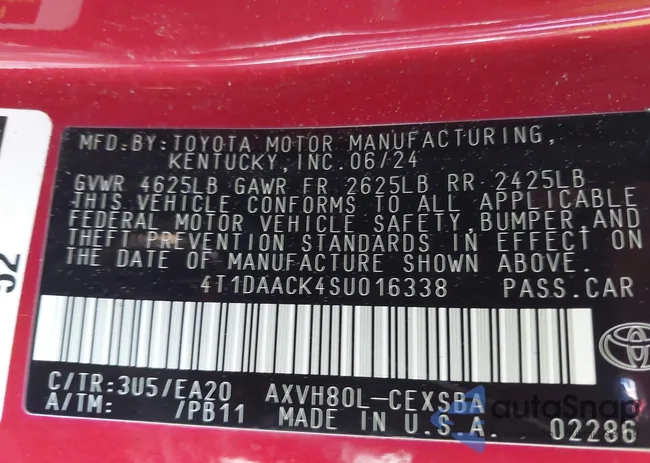 MFD.BY:TOYOTA MOTOR MANUFACTURING,
KENTUCKY,INC.06/24
GVWR 4625LB GAWR FR 2625LB RR 2425LB
THIS VEHICLE CONFORMS TO ALL APPLICABLE
FEDERAL MOTOR VEHICLE SAFETY,BUMPER,AND
THEFT PREVENTION STANDARDS IN EFFECT ON
THE DATE OF MANUFACTURE SHOWN ABOVE.
4T1DAACK4SU016338 PASS.CAR
C/TR:3U5/EA20 AXVH80L-CEXSBA
A/TM: /PB11 MADE IN U.S.A. 02286
autoSnap
52